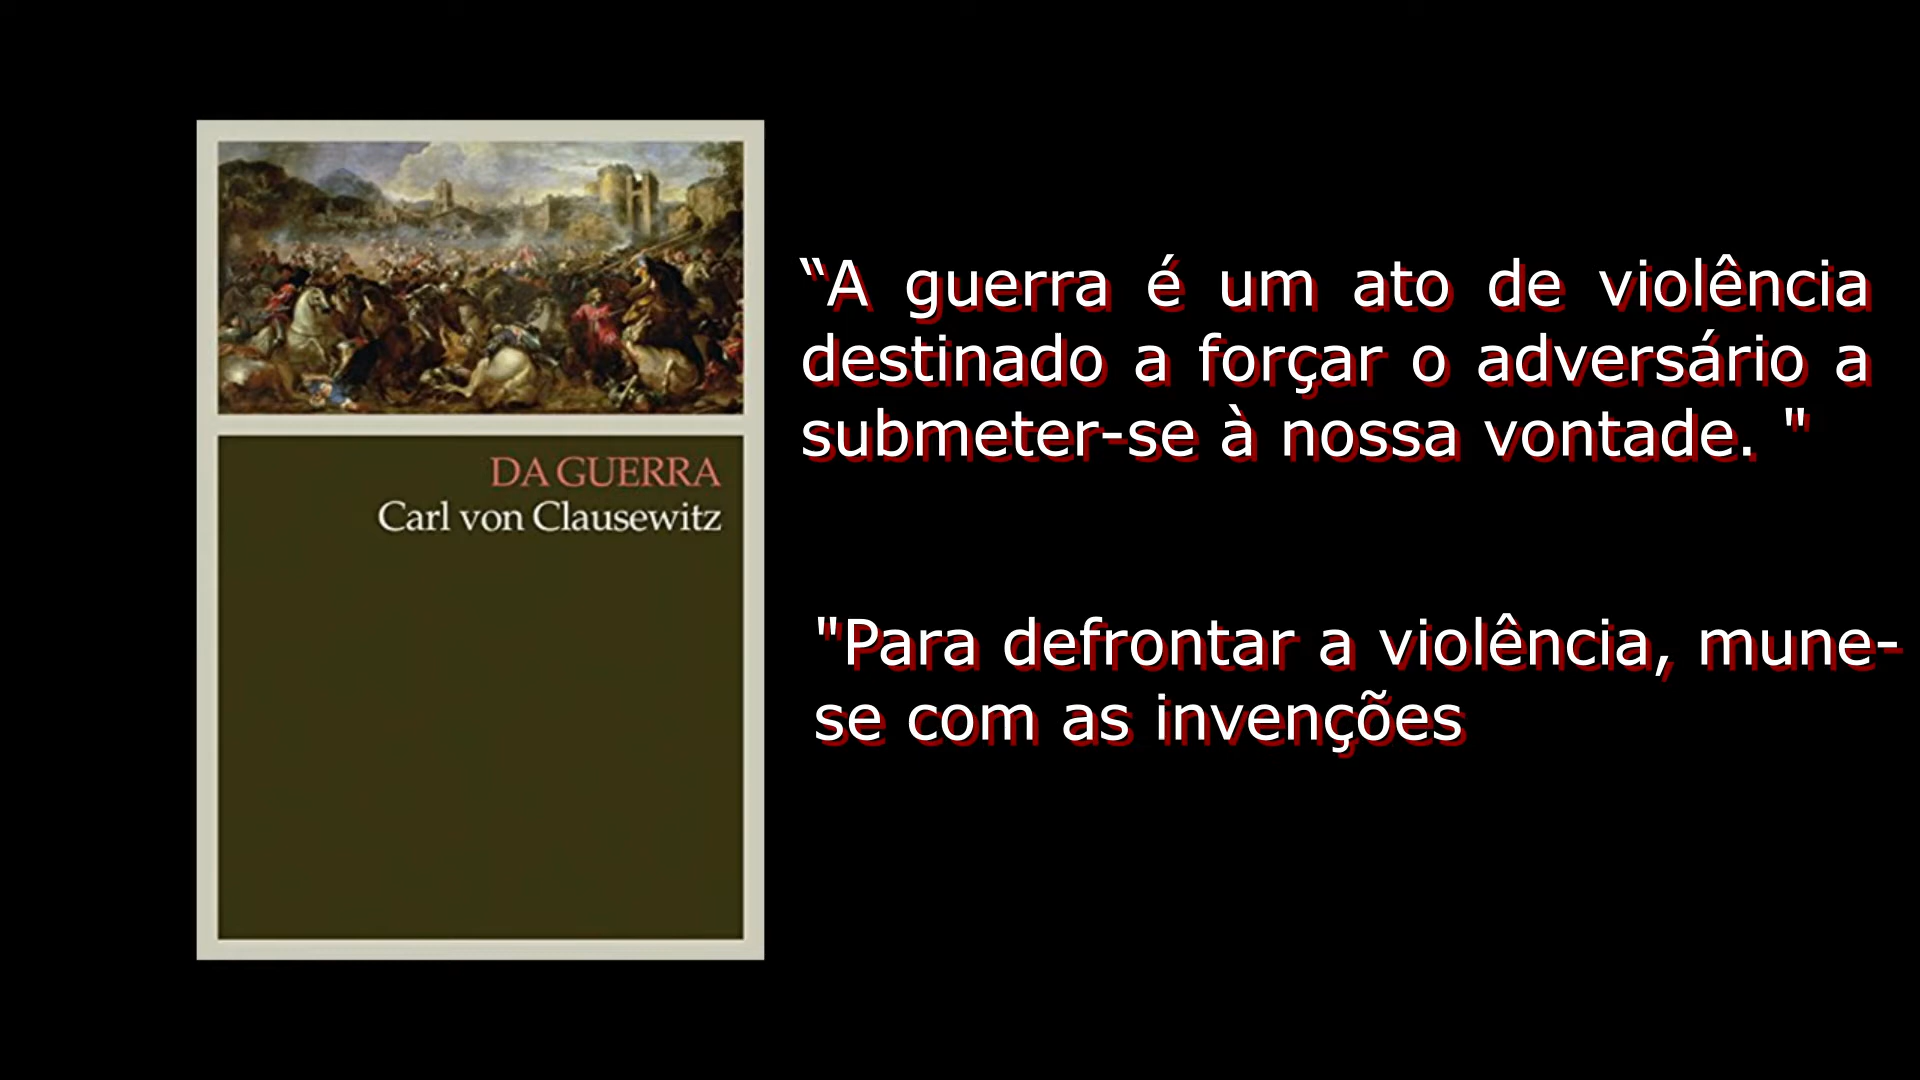 DA GUERRA
Carl von Clausewitz
“A guerra é um ato de violência
destinado a forçar o adversário a
submeter-se à nossa vontade. "
"Para defrontar a violência, mune-
se com as invenções